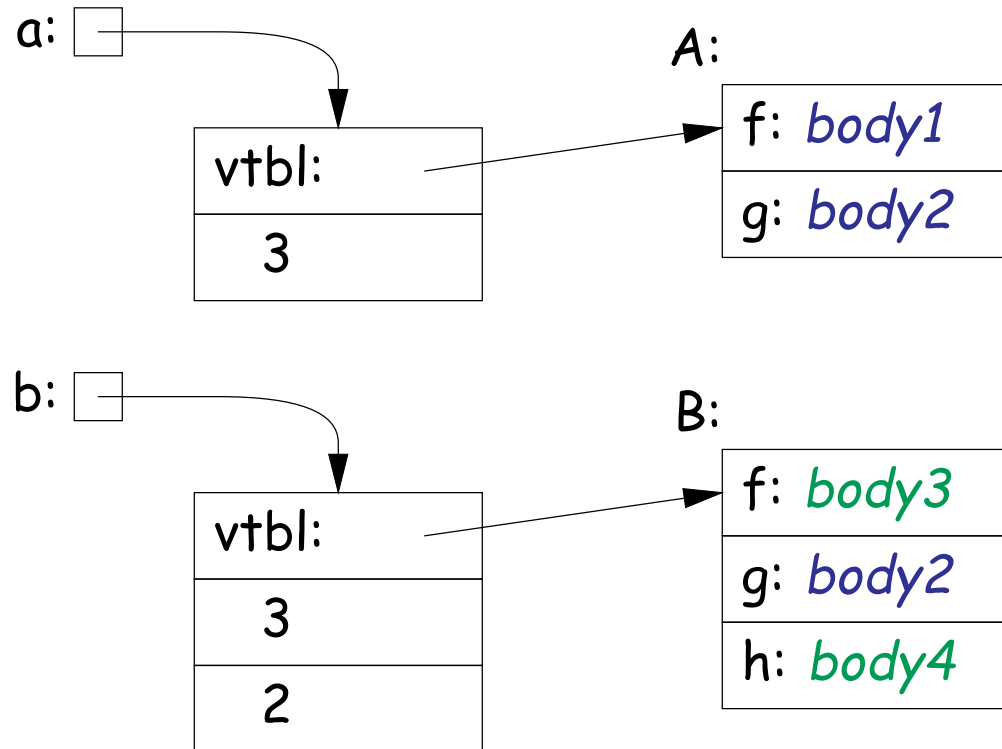 a:
A:
vtbl:
f: body1
3
g: body2
b:
B:
vtbl:
f: body3
3
g: body2
2
h: body4